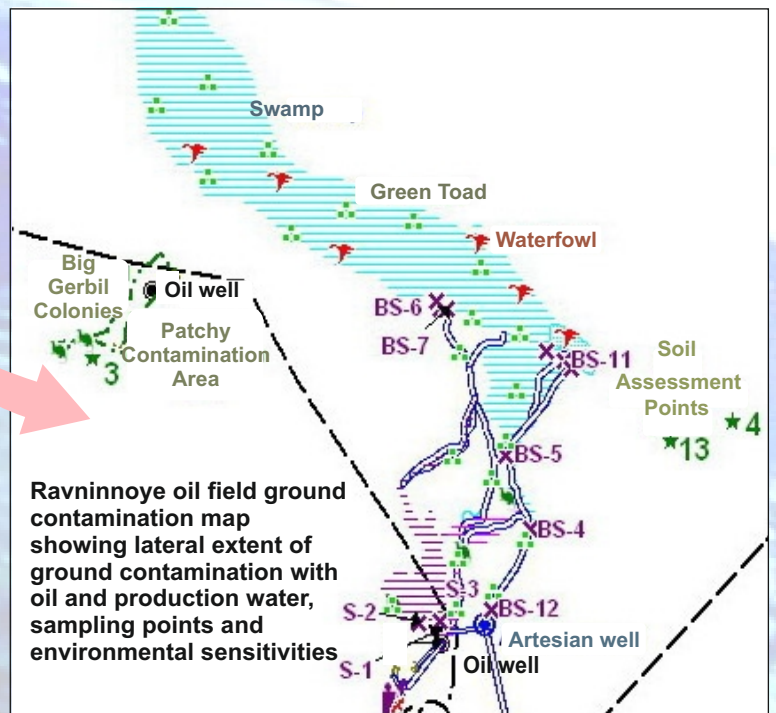 Swamp
Green Toad
Waterfowl
Big
Gerbil
Colonies
Oil well
Patchy
Contamination
Area
3
BS-6
BS-7
BS-11
Soil
Assessment
Points
4
13
BS-5
BS-4
Ravninnoye oil field ground
contamination map
showing lateral extent of
ground contamination with
oil and production water,
sampling points and
environmental sensitivities
S-3
S-2
BS-12
Artesian well
S-1
Oil well